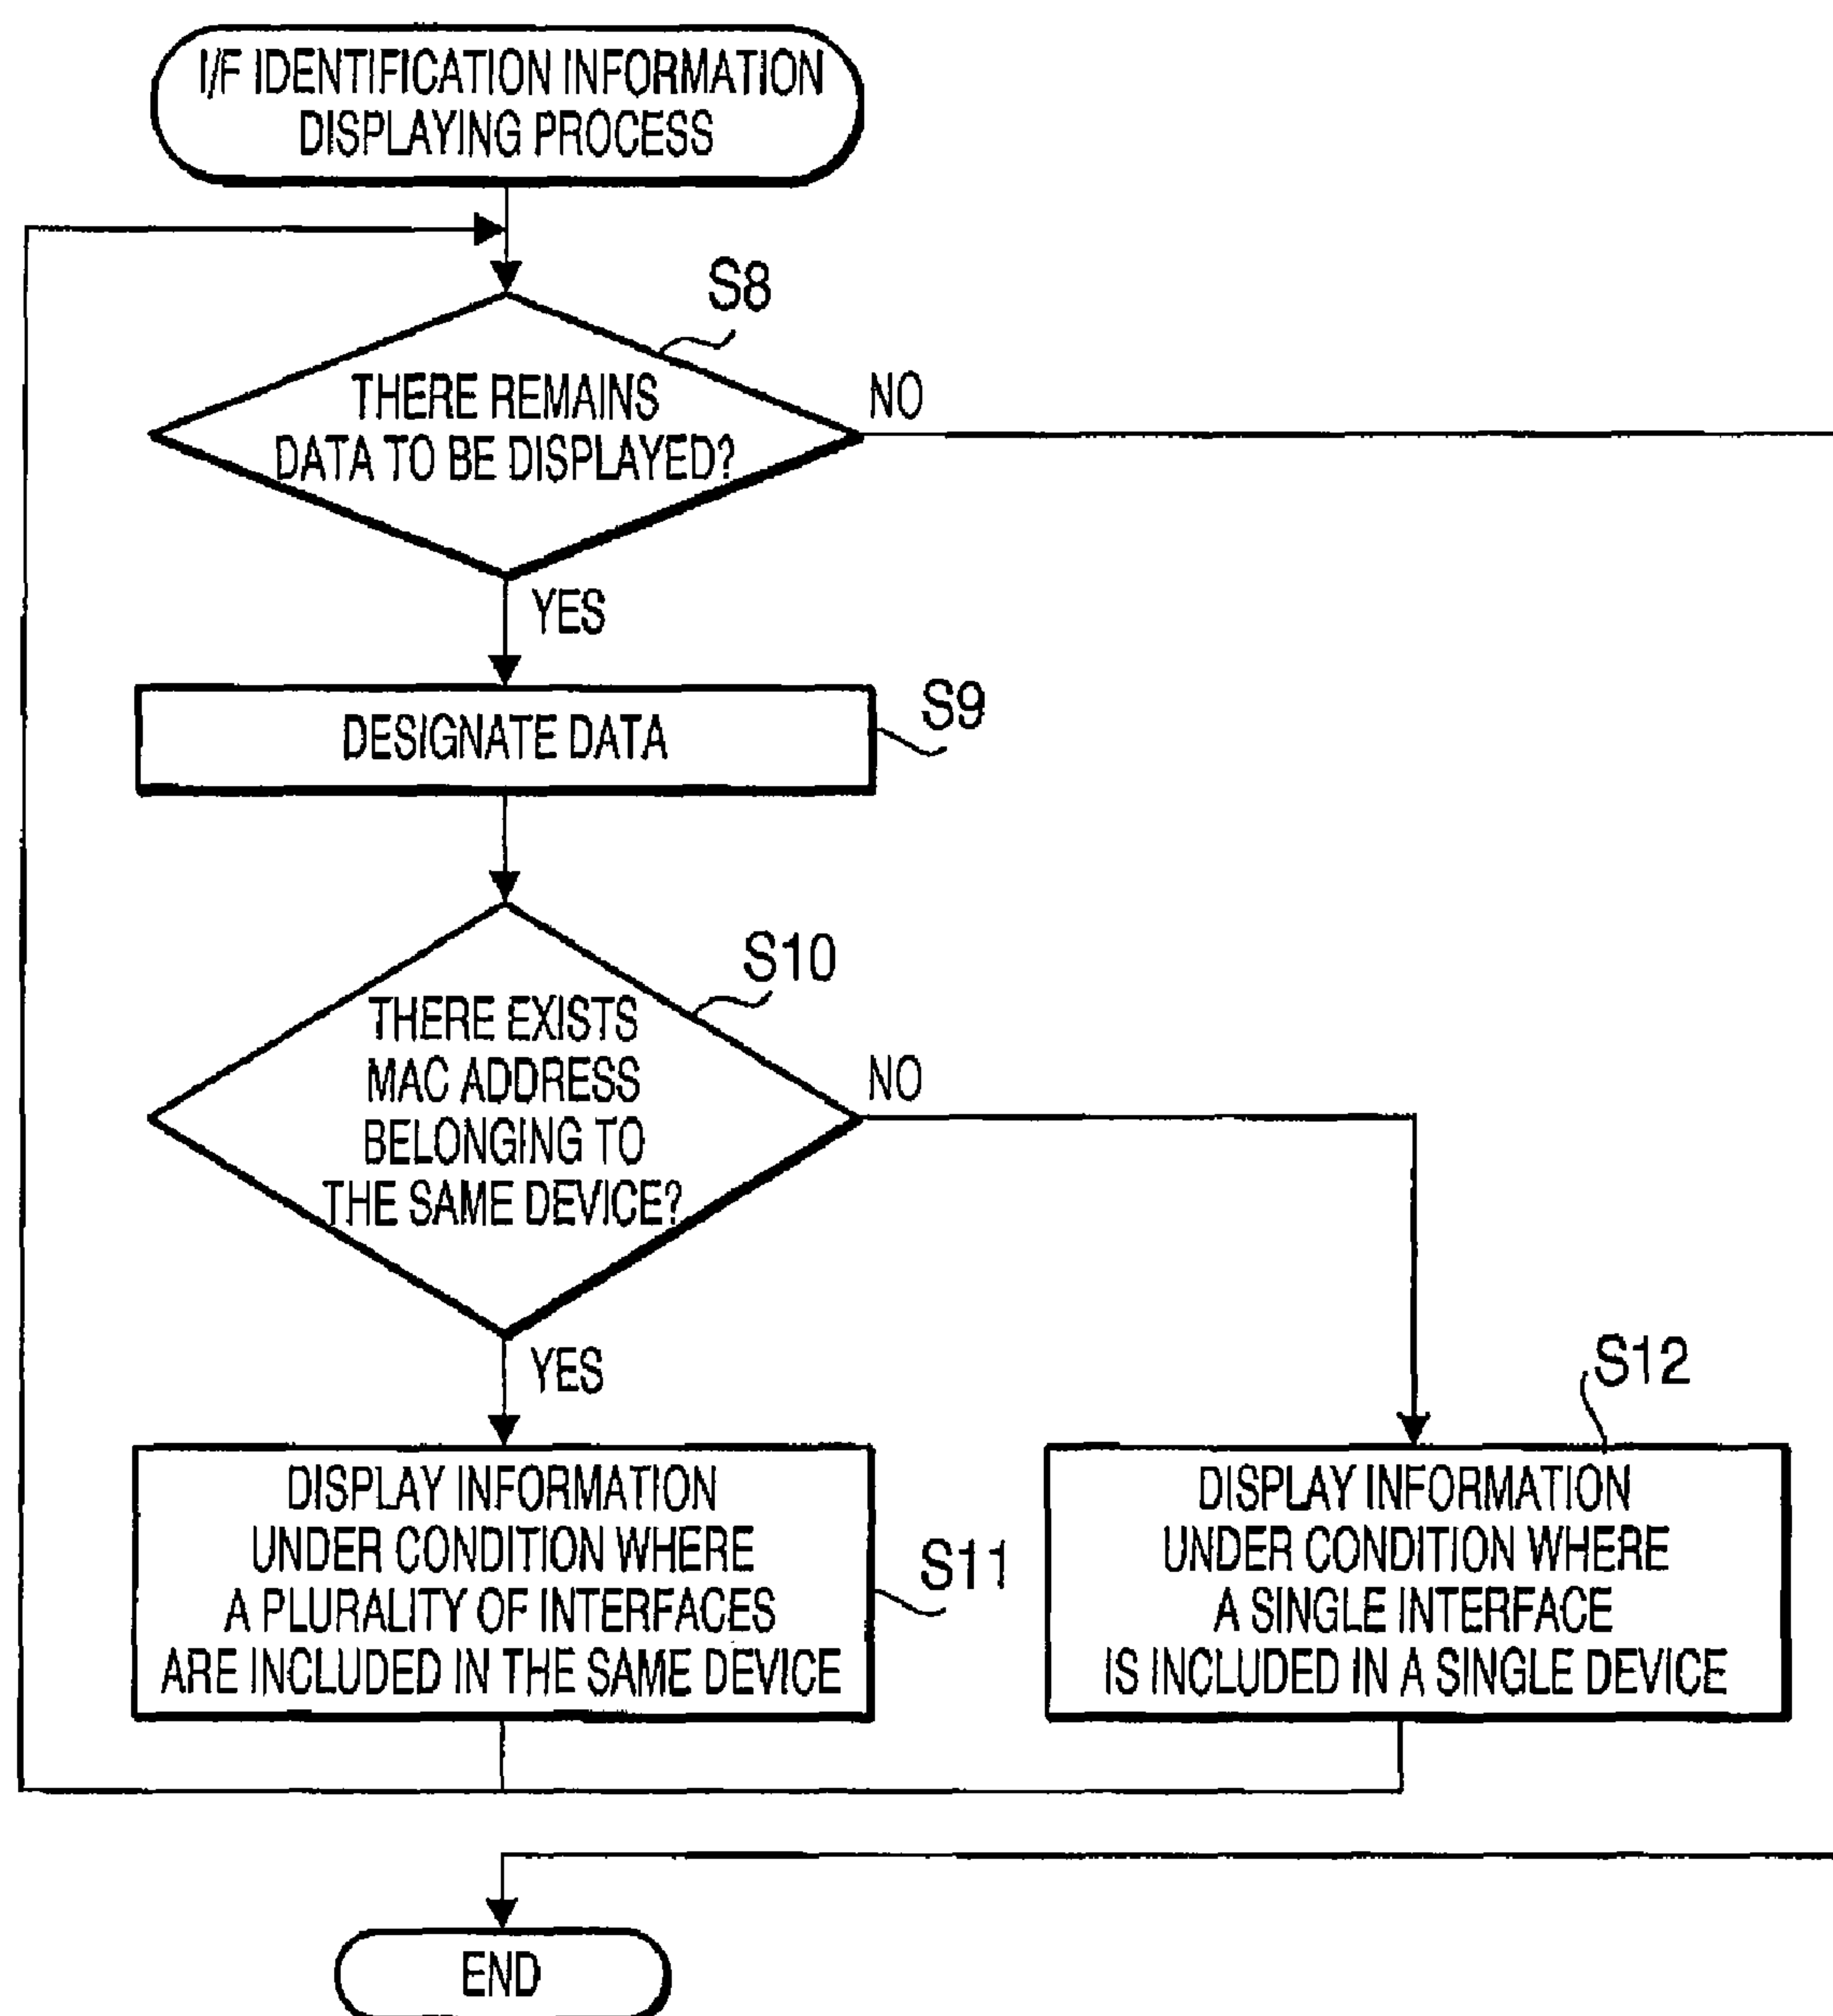 I/F IDENTIFICATION INFORMATION
DISPLAYING PROCESS
S8
THERE REMAINS
DATA TO BE DISPLAYED?
NO
YES
DESIGNATE DATA
S9
S10
THERE EXISTS
MAC ADDRESS
BELONGING TO
THE SAME DEVICE?
NO
YES
DISPLAY INFORMATION
UNDER CONDITION WHERE
A PLURALITY OF INTERFACES
ARE INCLUDED IN THE SAME DEVICE
S11
S12
DISPLAY INFORMATION
UNDER CONDITION WHERE
A SINGLE INTERFACE
IS INCLUDED IN A SINGLE DEVICE
END